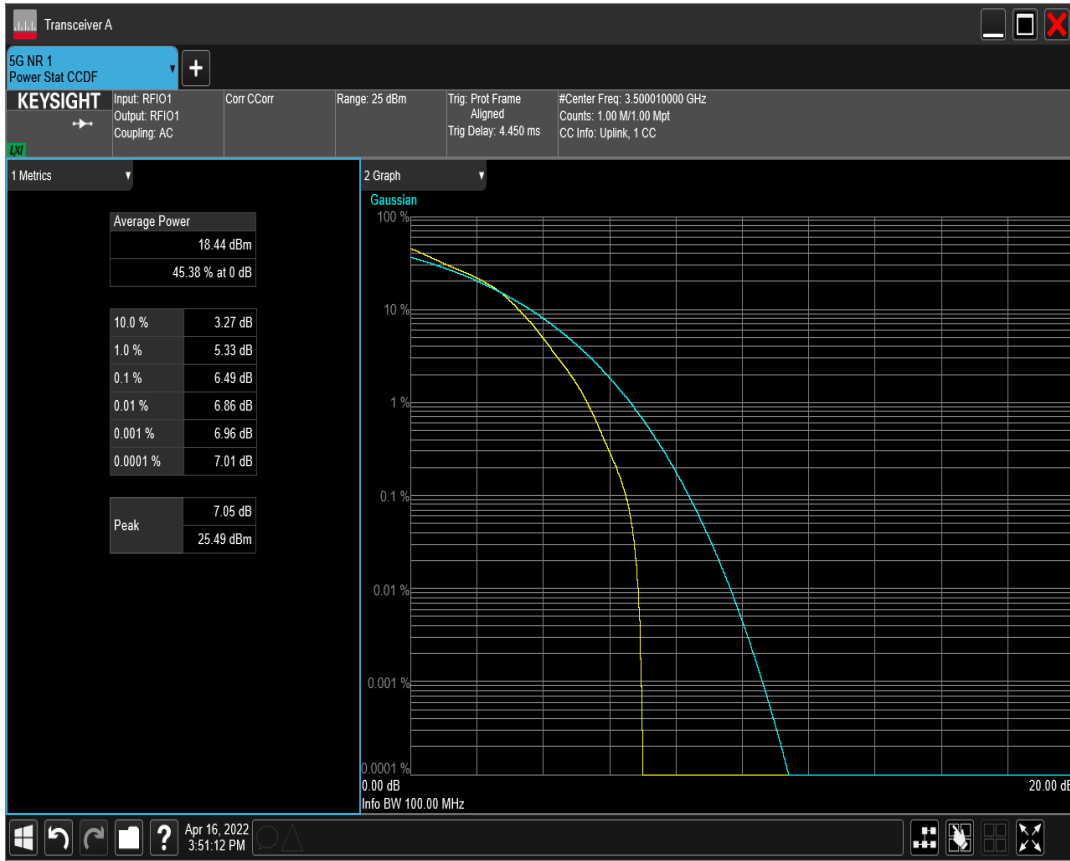 Transceiver A
5G NR 1
Power Stat CCDF
+
KEYSIGHT
LXI
Input: RFIO1
Output: RFIO1
Coupling: AC
Corr CCorr
Range: 25 dBm
Trig: Prot Frame
Aligned
Trig Delay: 4.450 ms
#Center Freq: 3.500010000 GHz
Counts: 1.00 M/1.00 Mpt
CC Info: Uplink, 1 CC
1 Metrics
Average Power
18.44 dBm
45.38 % at 0 dB
10.0 % 3.27 dB
1.0 % 5.33 dB
0.1 % 6.49 dB
0.01 % 6.86 dB
0.001 % 6.96 dB
0.0001 % 7.01 dB
Peak
7.05 dB
25.49 dBm
2 Graph
Gaussian
100 %
10 %
1 %
0.1 %
0.01 %
0.001 %
0.0001 %
0.00 dB 20.00 dB
Info BW 100.00 MHz
?
Apr 16, 2022
3:51:12 PM